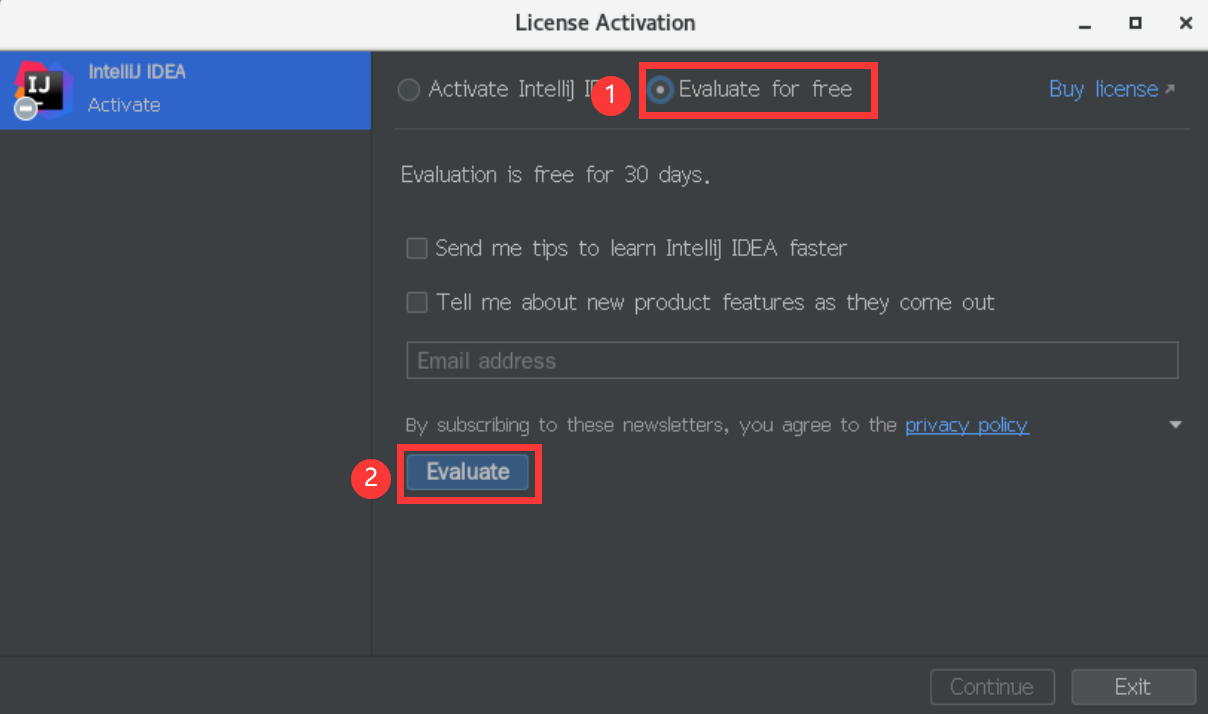 License Activation
IJ
IntelliJ IDEA
Activate
Activate IntelliJ
1
Evaluate for free
Buy license
Evaluation is free for 30 days.
Send me tips to learn IntelliJ IDEA faster
Tell me about new product features as they come out
Email address
By subscribing to these newsletters, you agree to the privacy policy
2
Evaluate
Continue
Exit